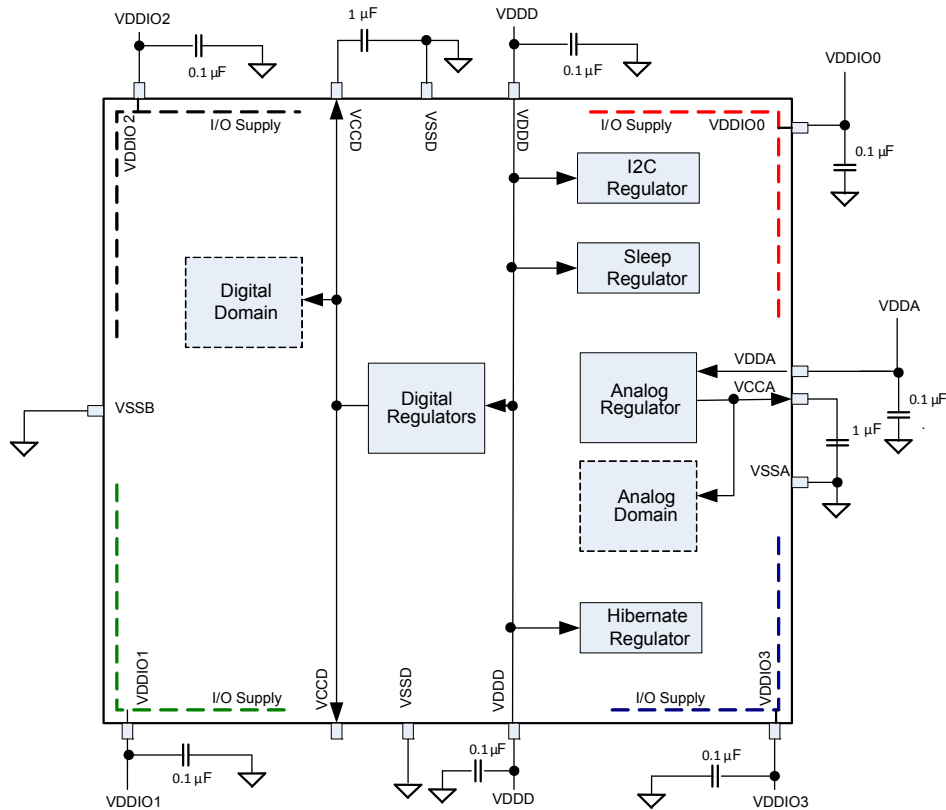 VDDIO2
1 µF
VDDD
0.1 µF
0.1 µF
VDDIO0
0.1 µF
VDDIO2
I/O Supply
VCCD
VSSD
VDDD
I/O Supply
VDDIO0
I2C
Regulator
Sleep
Regulator
Digital
Domain
VDDA
VDDA
VCCA
0.1 µF
1 µF
.
Analog
Regulator
Digital
Regulators
VSSB
VSSA
Analog
Domain
Hibernate
Regulator
VDDIO1
I/O Supply
VCCD
VSSD
VDDD
I/O Supply
VDDIO3
0.1 µF
0.1 µF
0.1 µF
VDDIO1
VDDD
VDDIO3